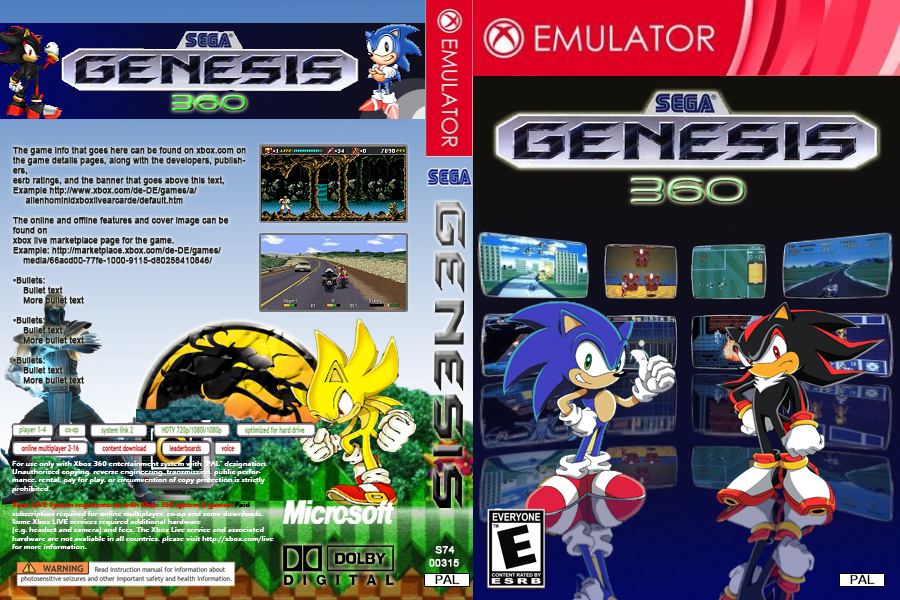 SEGA
GENESIS
360
The game info that goes here can be found on xbox.com on
the game details pages, along with the developers, publish-
ers,
esrb ratings, and the banner that goes above this text,
Example http://www.xbox.com/de-DE/games/a/
alienhominidxboxlivearcarde/default.htm
The online and offline features and cover image can be
found on
xbox live marketplace page for the game.
Example: http://marketplace.xbox.com/de-DE/games/
•Bullets:
Bullet text
More bullet text
•Bullets:
Bullet text
More bullet text
•Bullets:
Bullet text
More bullet text
player 1-4
co-op
system link 2
HDTV 720p/1080i/1080p
optimized for hard drive
online multiplayer 2-16
content download
leaderboards
voice
For use only with Xbox 360 entertainment system with "PAL" designation.
Unauthorized copying, reverse engineering, transmission, public perfor-
mance, rental, pay for play, or circumvention of copy protection is strictly
prohibited.
Paid
subscription required for online multiplayer, co-op and some downloads.
Some Xbox LIVE services required additional hardware
(e.g. headset and camera) and fees. The Xbox Live service and associated
hardware are not avaliable in all countries. please visit http://xbox.com/live
for more information.
WARNING
Read instruction manual for information about
photosensitive seizures and other important safety and health information.
Microsoft
DOLBY
DIGITAL
EMULATOR
SEGA
GENESIS
S74
00315
PAL
EMULATOR
SEGA
GENESIS
360
EVERYONE
E
CONTENT RATED BY
ESRB
PAL